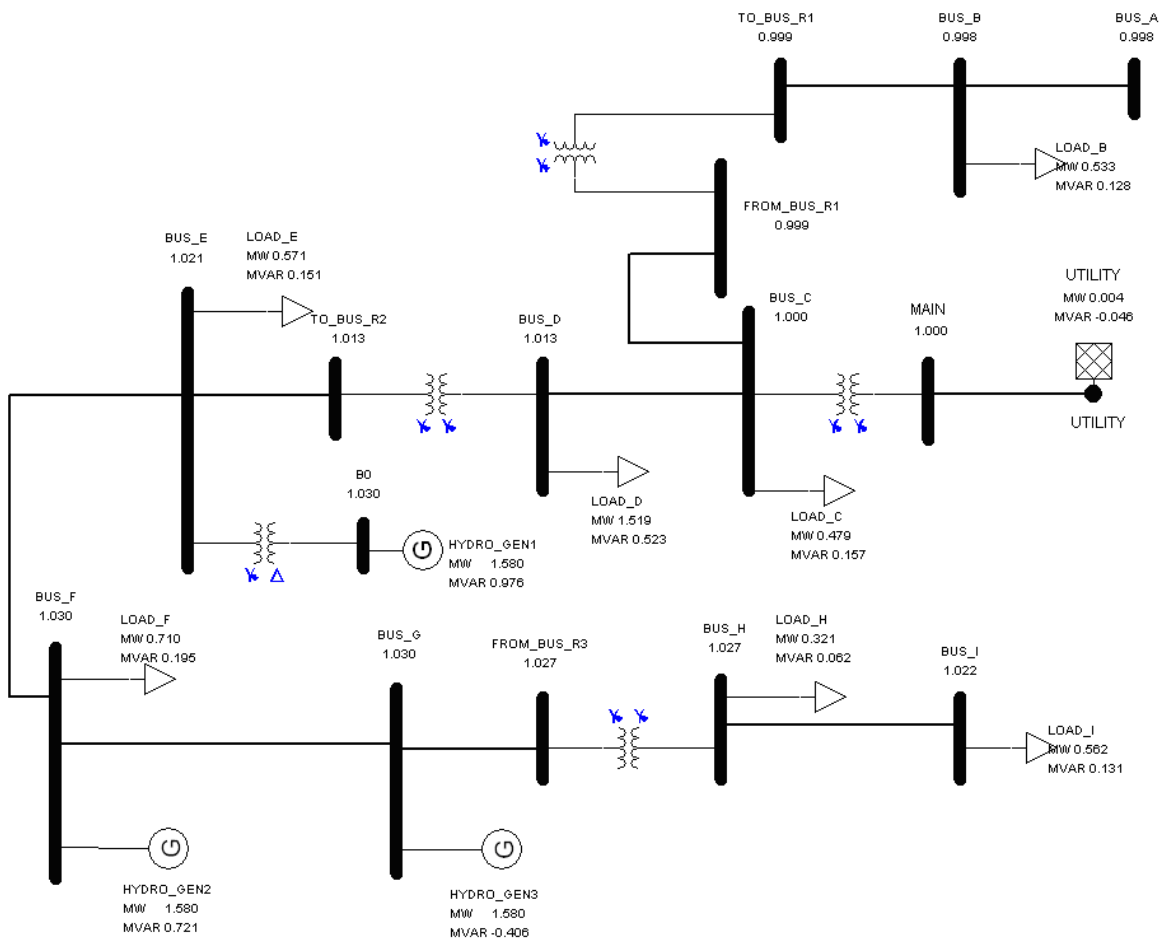 TO_BUS_R1
0.999
BUS_B
0.998
BUS_A
0.998
LOAD_B
MW 0.533
MVAR 0.128
FROM_BUS_R1
0.999
BUS_E
1.021
LOAD_E
MW 0.571
MVAR 0.151
TO_BUS_R2
1.013
BUS_D
1.013
BUS_C
1.000
MAIN
1.000
UTILITY
MW 0.004
MVAR -0.046
UTILITY
LOAD_D
MW 1.519
MVAR 0.523
LOAD_C
MW 0.479
MVAR 0.157
B0
1.030
G
HYDRO_GEN1
MW 1.580
MVAR 0.976
BUS_F
1.030
LOAD_F
MW 0.710
MVAR 0.195
BUS_G
1.030
FROM_BUS_R3
1.027
BUS_H
1.027
LOAD_H
MW 0.321
MVAR 0.062
BUS_I
1.022
LOAD_I
MW 0.562
MVAR 0.131
G
HYDRO_GEN2
MW 1.580
MVAR 0.721
G
HYDRO_GEN3
MW 1.580
MVAR -0.406